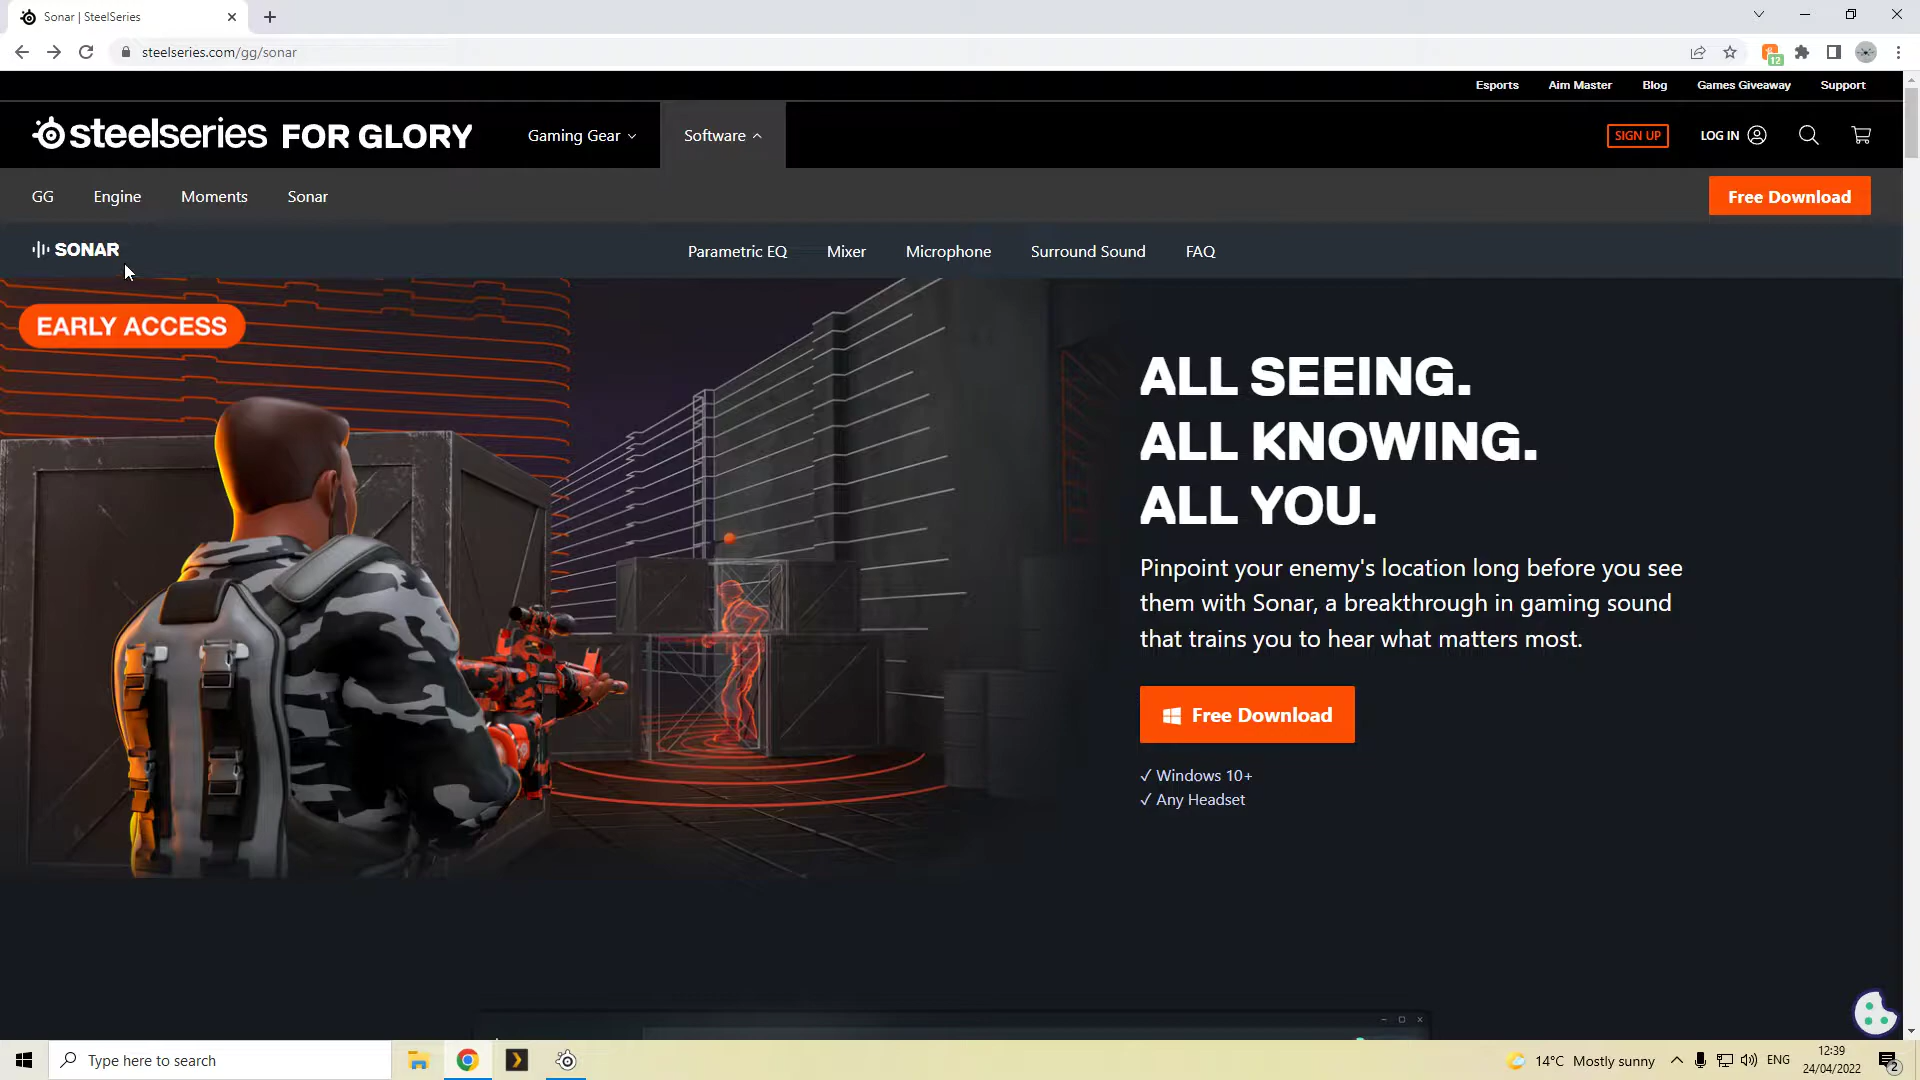 Sonar | SteelSeries
steelseries.com/gg/sonar
12
Esports Aim Master Blog Games Giveaway Support
steelseries FOR GLORY Gaming Gear Software SIGN UP LOG IN
GG Engine Moments Sonar Free Download
SONAR Parametric EQ Mixer Microphone Surround Sound FAQ
EARLY ACCESS
ALL SEEING.
ALL KNOWING.
ALL YOU.
Pinpoint your enemy's location long before you see
them with Sonar, a breakthrough in gaming sound
that trains you to hear what matters most.
Free Download
✓ Windows 10+
✓ Any Headset
Type here to search
14°C Mostly sunny
ENG
12:39
24/04/2022
2